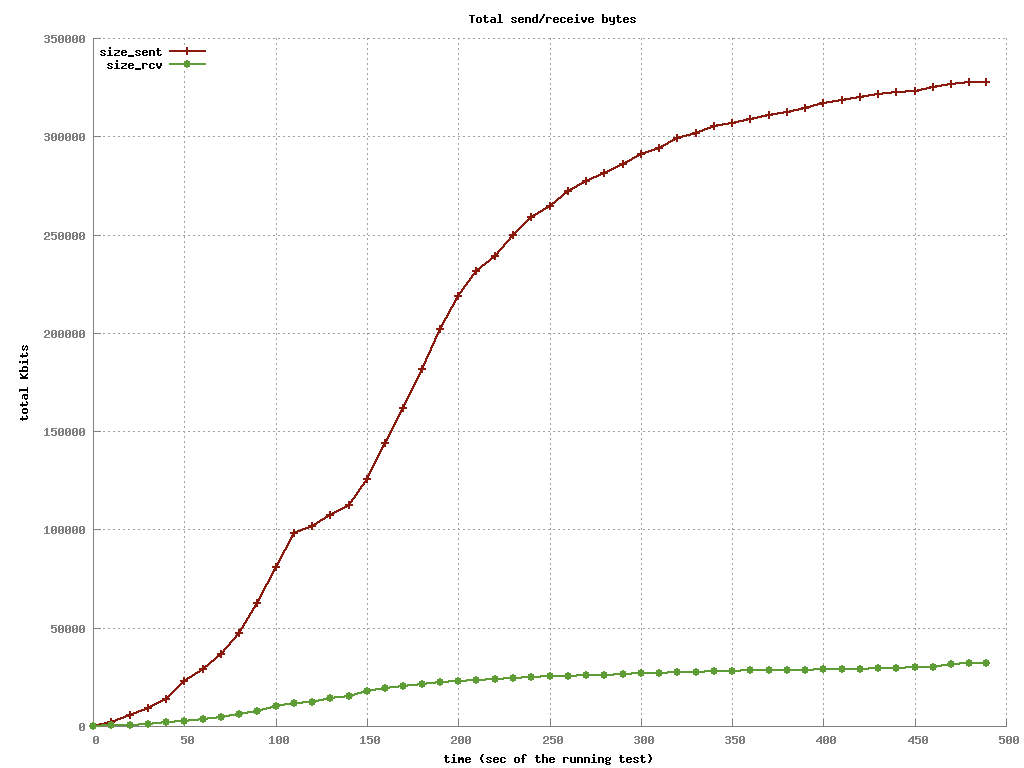 Total send/receive bytes
350000
size_sent
size_rcv
300000
250000
200000
total Kbits
150000
100000
50000
0
0 50 100 150 200 250 300 350 400 450 500
time (sec of the running test)